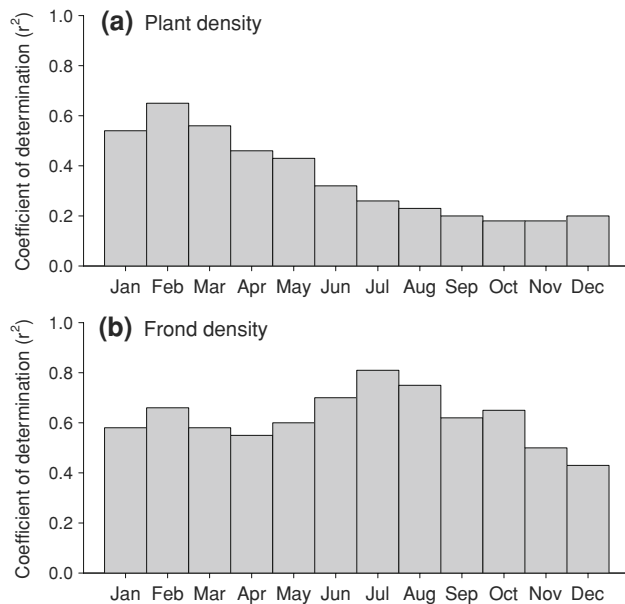 (a) Plant density
Coefficient of determination (r²)
1.0
0.8
0.6
0.4
0.2
0.0
Jan Feb Mar Apr May Jun Jul Aug Sep Oct Nov Dec
(b) Frond density
Coefficient of determination (r²)
1.0
0.8
0.6
0.4
0.2
0.0
Jan Feb Mar Apr May Jun Jul Aug Sep Oct Nov Dec